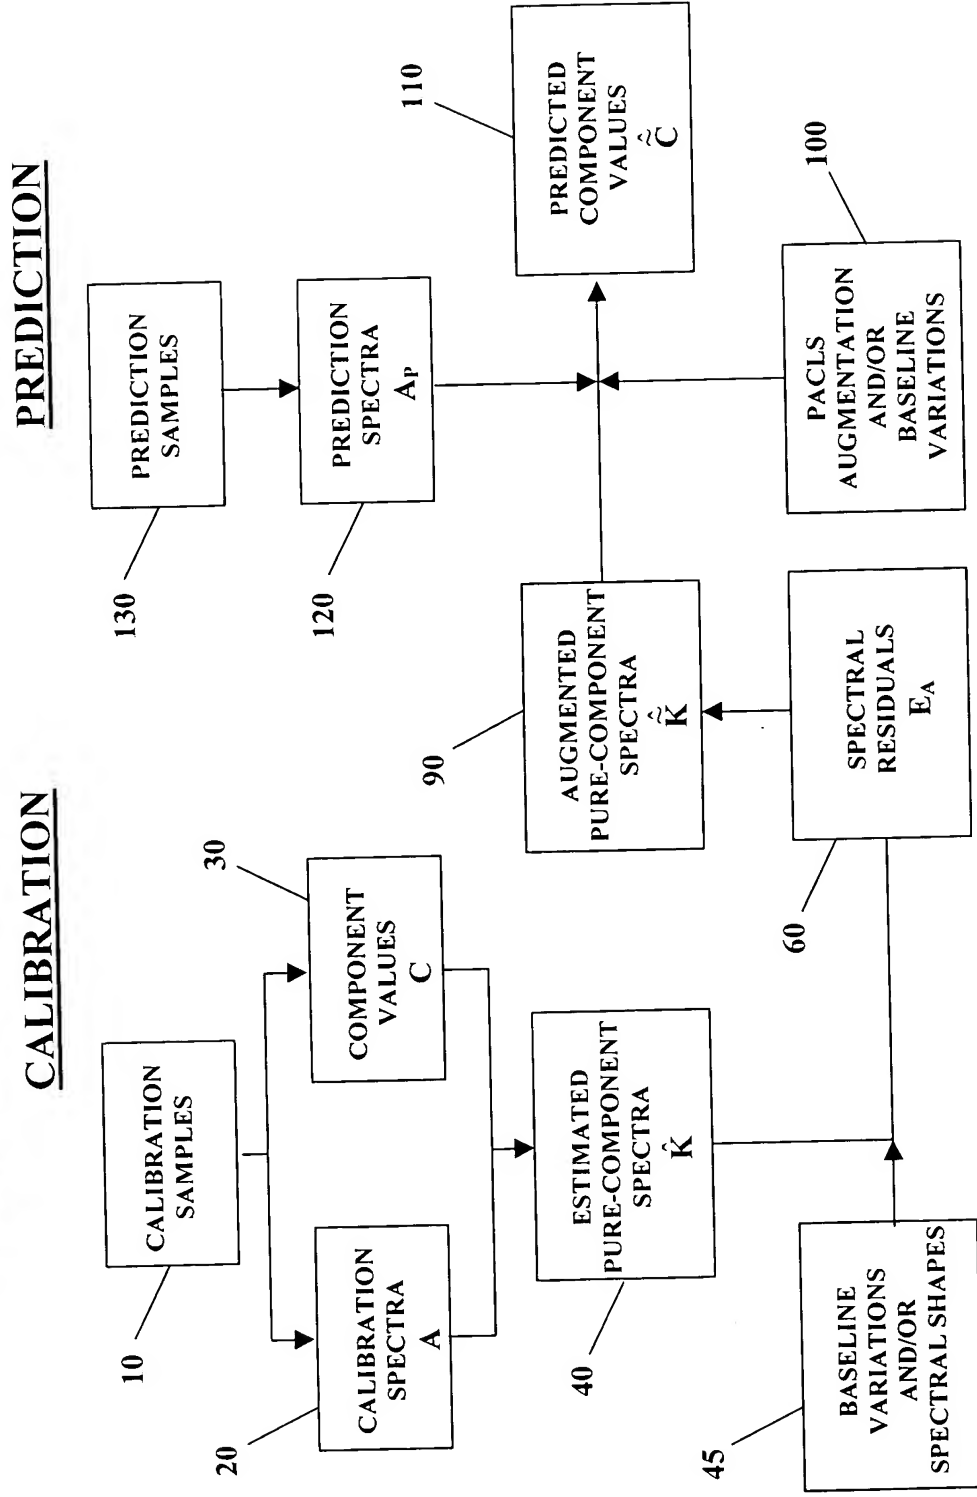 CALIBRATION
PREDICTION
10
CALIBRATION
SAMPLES
20
CALIBRATION
SPECTRA
A
30
COMPONENT
VALUES
C
40
ESTIMATED
PURE-COMPONENT
SPECTRA
K̂
45
BASELINE
VARIATIONS
AND/OR
SPECTRAL SHAPES
60
SPECTRAL
RESIDUALS
E_A
90
AUGMENTED
PURE-COMPONENT
SPECTRA
K̃̂
130
PREDICTION
SAMPLES
120
PREDICTION
SPECTRA
A_P
100
PACLS
AUGMENTATION
AND/OR
BASELINE
VARIATIONS
110
PREDICTED
COMPONENT
VALUES
C̃̂